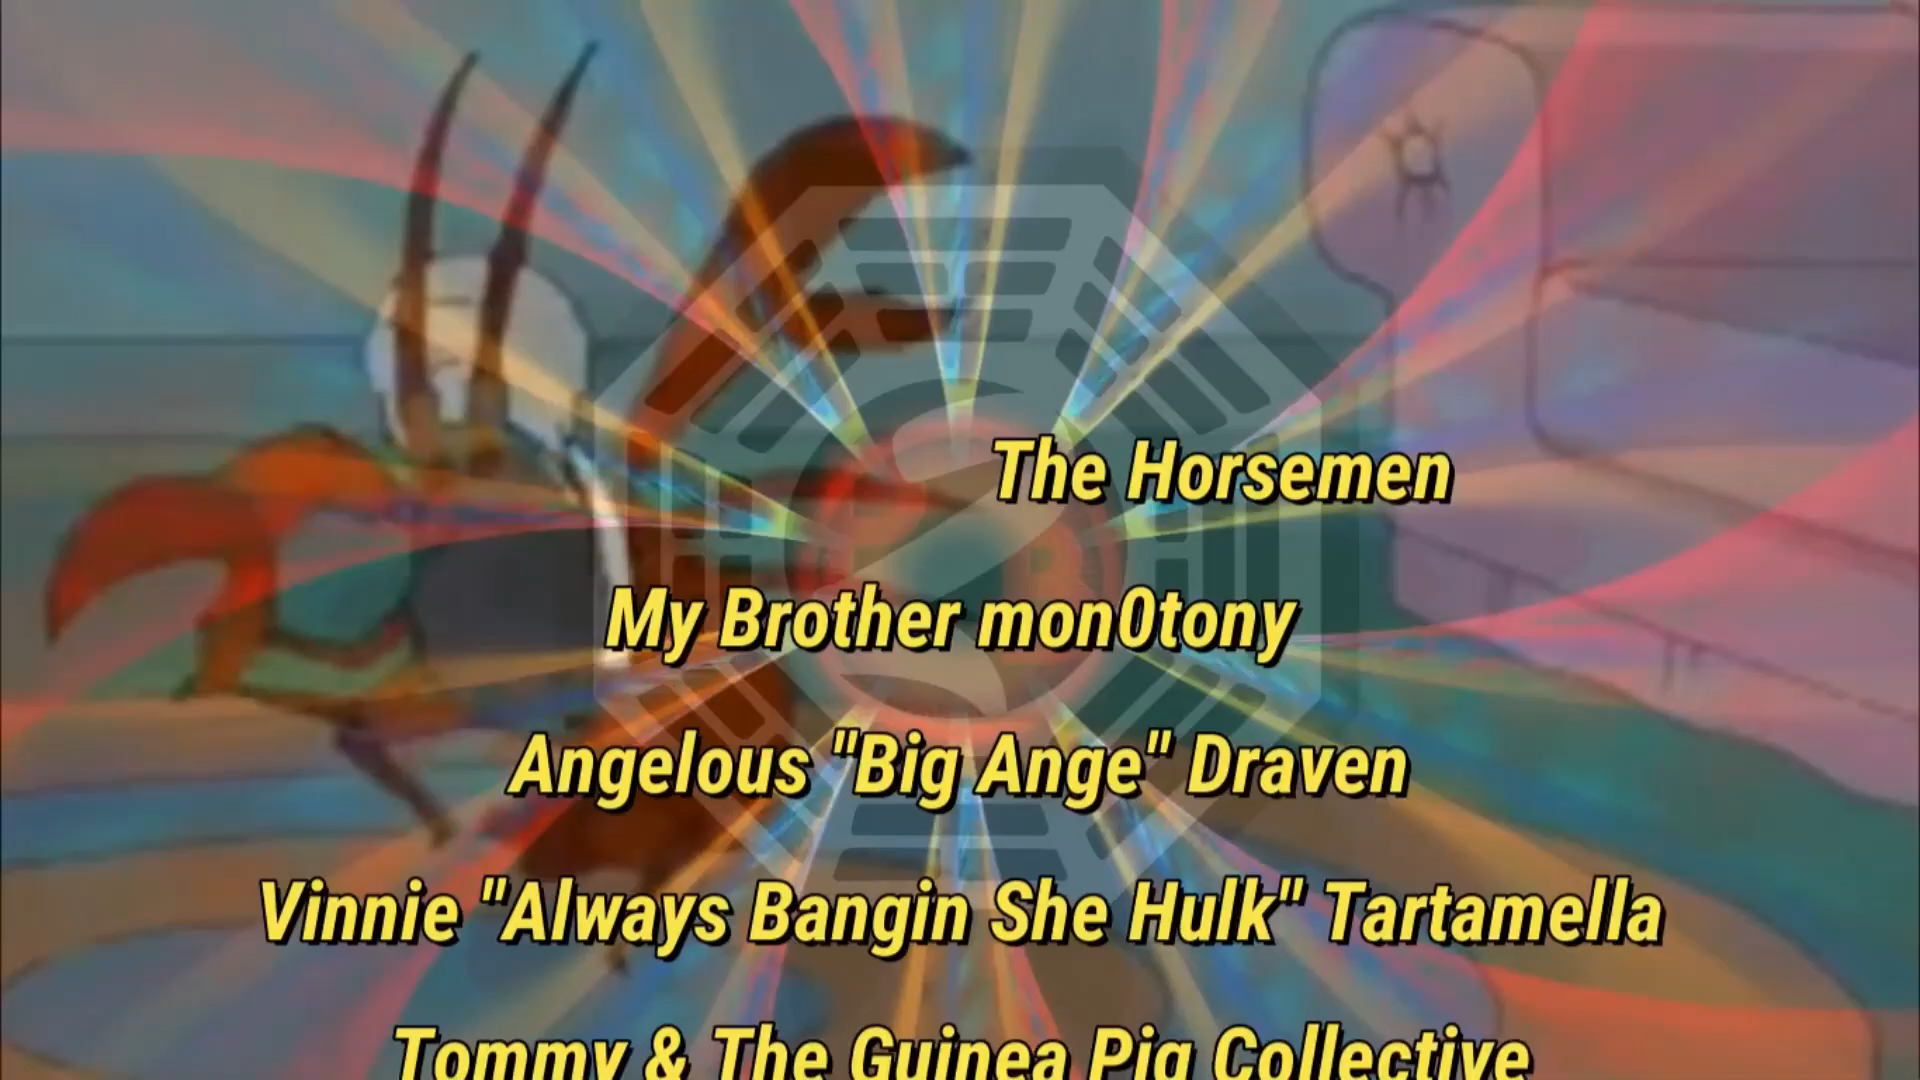 The Horsemen
My Brother mon0tony
Angelous "Big Ange" Draven
Vinnie "Always Bangin She Hulk" Tartamella
Tommy & The Guinea Pig Collective